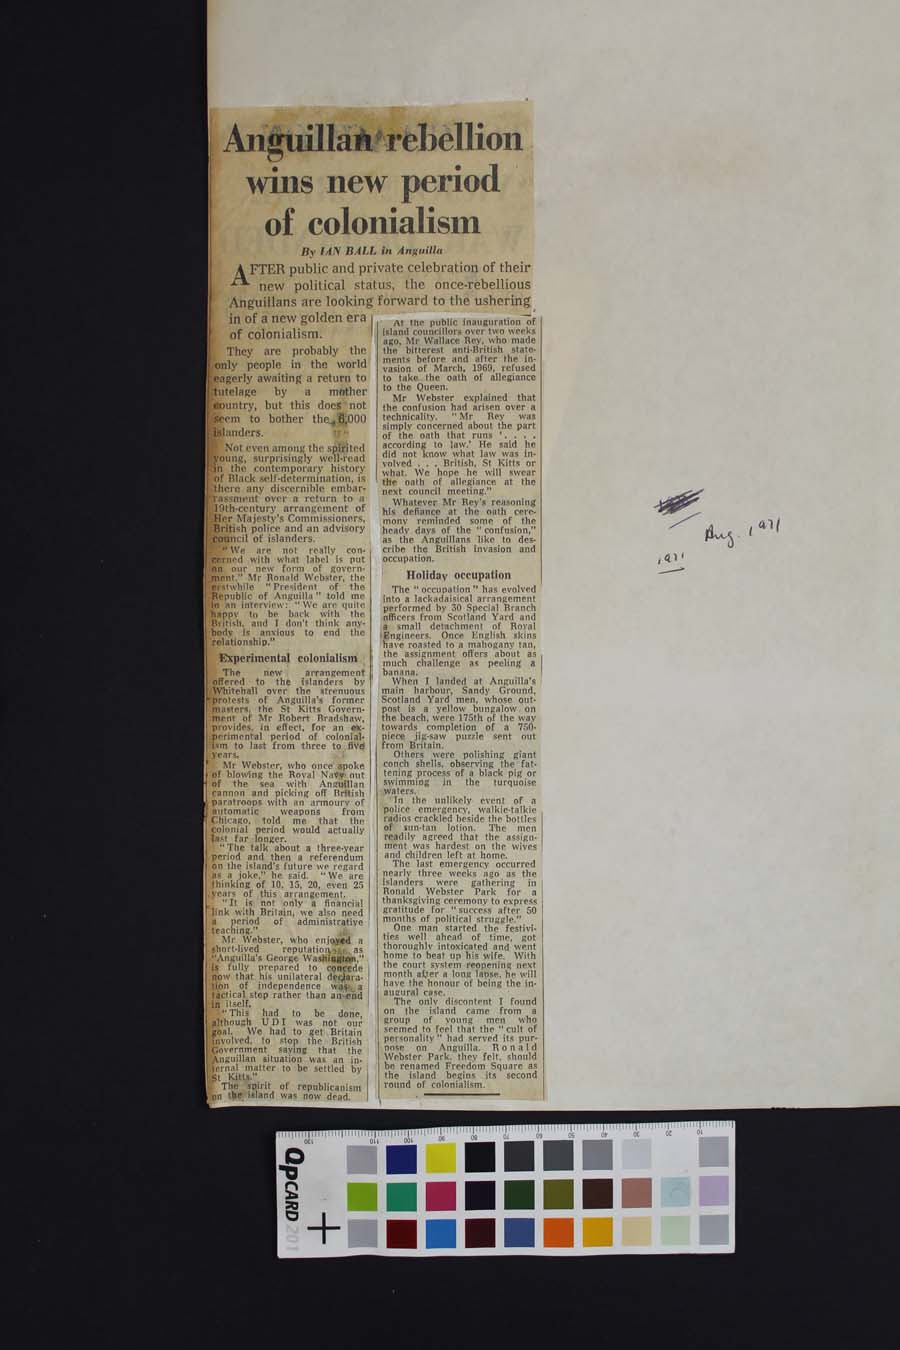 Anguillan rebellion
wins new period
of colonialism
By IAN BALL in Anguilla
AFTER public and private celebration of their
new political status, the once-rebellious
Anguillans are looking forward to the ushering
in of a new golden era
of colonialism.
They are probably the
only people in the world
eagerly awaiting a return to
tutelage by a mother
country, but this does not
seem to bother the 6,000
islanders.
Not even among the spirited
young, surprisingly well-read
in the contemporary history
of Black self-determination, is
there any discernible embar-
rassment over a return to a
19th-century arrangement of
Her Majesty's Commissioners,
British police and an advisory
council of islanders.
"We are not really con-
cerned with what label is put
on our new form of govern-
ment." Mr Ronald Webster, the
erstwhile "President of the
Republic of Anguilla" told me
in an interview: "We are quite
happy to be back with the
British, and I don't think any-
body is anxious to end the
relationship."
Experimental colonialism
The new arrangement
offered to the islanders by
Whitehall over the strenuous
protests of Anguilla's former
masters, the St Kitts Govern-
ment of Mr Robert Bradshaw,
provides, in effect, for an ex-
perimental period of colonial-
ism to last from three to five
years.
Mr Webster, who once spoke
of blowing the Royal Navy out
of the sea with Anguillan
cannon and picking off British
paratroops with an armoury of
automatic weapons from
Chicago, told me that the
colonial period would actually
last far longer.
"The talk about a three-year
period and then a referendum
on the island's future we regard
as a joke," he said. "We are
thinking of 10, 15, 20, even 25
years of this arrangement.
"It is not only a financial
link with Britain, we also need
a period of administrative
teaching."
Mr Webster, who enjoyed a
short-lived reputation as
"Anguilla's George Washington,"
is fully prepared to concede
now that his unilateral declara-
tion of independence was a
tactical step rather than an end
in itself.
"This had to be done,
although UDI was not our
goal. We had to get Britain
involved, to stop the British
Government saying that the
Anguillan situation was an in-
ternal matter to be settled by
St Kitts."
The spirit of republicanism
on the island was now dead.
At the public inauguration of
island councillors over two weeks
ago, Mr Wallace Rey, who made
the bitterest anti-British state-
ments before and after the in-
vasion of March, 1969, refused
to take the oath of allegiance
to the Queen.
Mr Webster explained that
the confusion had arisen over a
technicality. "Mr Rey was
simply concerned about the part
of the oath that runs '. . . .
according to law.' He said he
did not know what law was in-
volved . . . British, St Kitts or
what. We hope he will swear
the oath of allegiance at the
next council meeting."
Whatever Mr Rey's reasoning
his defiance at the oath cere-
mony reminded some of the
heady days of the "confusion,"
as the Anguillans like to des-
cribe the British invasion and
occupation.
Holiday occupation
The "occupation" has evolved
into a lackadaisical arrangement
performed by 30 Special Branch
officers from Scotland Yard and
a small detachment of Royal
Engineers. Once English skins
have roasted to a mahogany tan,
the assignment offers about as
much challenge as peeling a
banana.
When I landed at Anguilla's
main harbour, Sandy Ground,
Scotland Yard men, whose out-
post is a yellow bungalow on
the beach, were 175th of the way
towards completion of a 750-
piece jig-saw puzzle sent out
from Britain.
Others were polishing giant
conch shells, observing the fat-
tening process of a black pig or
swimming in the turquoise
waters.
In the unlikely event of a
police emergency, walkie-talkie
radios crackled beside the bottles
of sun-tan lotion. The men
readily agreed that the assign-
ment was hardest on the wives
and children left at home.
The last emergency occurred
nearly three weeks ago as the
islanders were gathering in
Ronald Webster Park for a
thanksgiving ceremony to express
gratitude for "success after 50
months of political struggle."
One man started the festivi-
ties well ahead of time, got
thoroughly intoxicated and went
home to beat up his wife. With
the court system reopening next
month after a long lapse, he will
have the honour of being the in-
augural case.
The only discontent I found
on the island came from a
group of young men who
seemed to feel that the "cult of
personality" had served its pur-
pose on Anguilla. Ronald
Webster Park, they felt, should
be renamed Freedom Square as
the island begins its second
round of colonialism.
Aug. 1971
1971
130 110 100 90 80 70 60 50 40 30 20 10
QPCARD 201